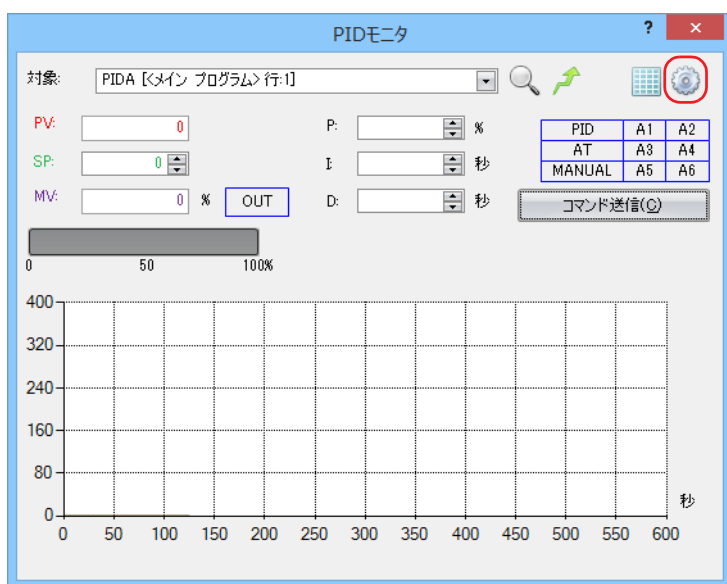 PIDモニタ ? ×
対象: PIDA [<メイン プログラム> 行:1]
PV: 0 P: % PID A1 A2
SP: 0 I: 秒 AT A3 A4
MV: 0 % OUT D: 秒 MANUAL A5 A6
コマンド送信(C)
0 50 100%
400
320
240
160
80
0
秒
0 50 100 150 200 250 300 350 400 450 500 550 600